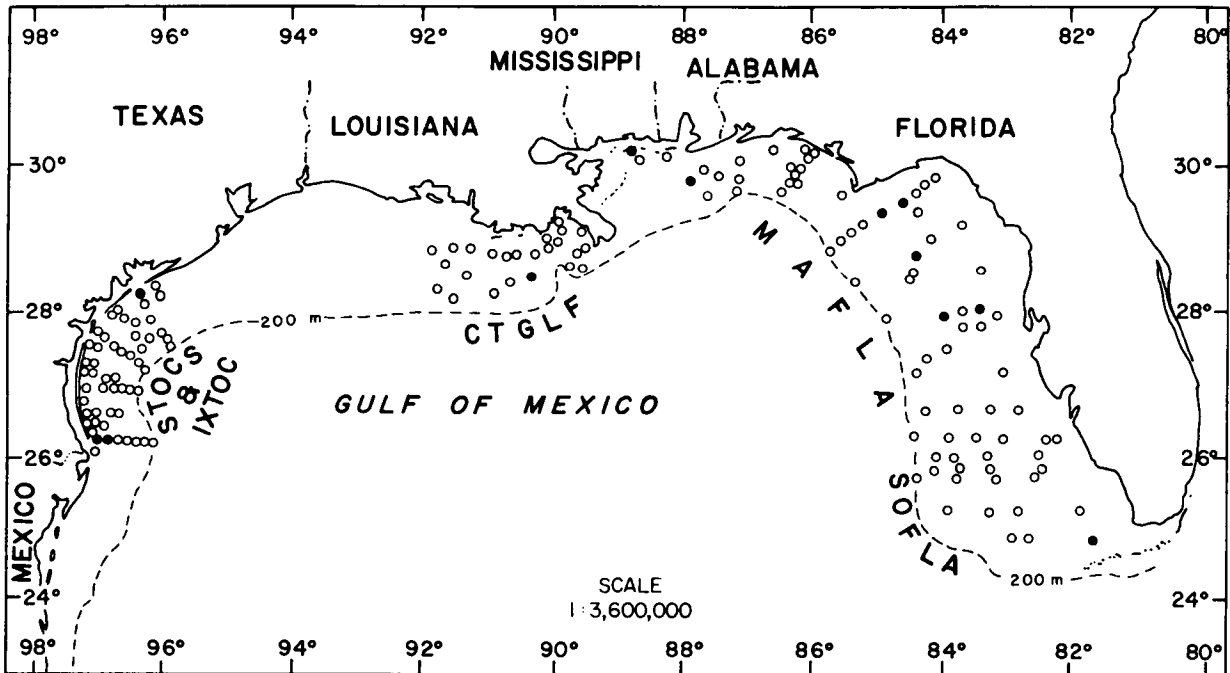 98° 96° 94° 92° 90° 88° 86° 84° 82° 80°
MISSISSIPPI
ALABAMA
TEXAS
LOUISIANA
FLORIDA
30° 30°
MAFLA
28° 28°
200 m
CTGLF
STOCS
&
IXTOC
GULF OF MEXICO
26° 26°
SOFLA
MEXICO
200 m
SCALE
1:3,600,000
24° 24°
98° 96° 94° 92° 90° 88° 86° 84° 82° 80°